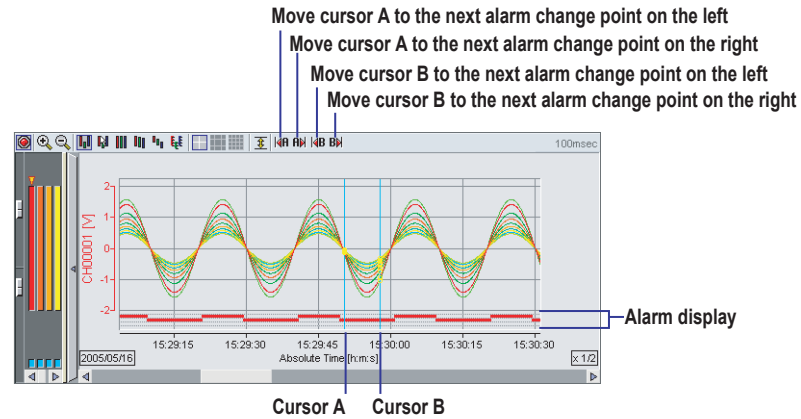 Move cursor A to the next alarm change point on the left
Move cursor A to the next alarm change point on the right
Move cursor B to the next alarm change point on the left
Move cursor B to the next alarm change point on the right
A A B B
100msec
2
1
0
-1
-2
CH00001 [V]
Alarm display
15:29:15 15:29:30 15:29:45 15:30:00 15:30:15 15:30:30
2005/05/16 Absolute Time [h:m:s] x 1/2
Cursor A Cursor B